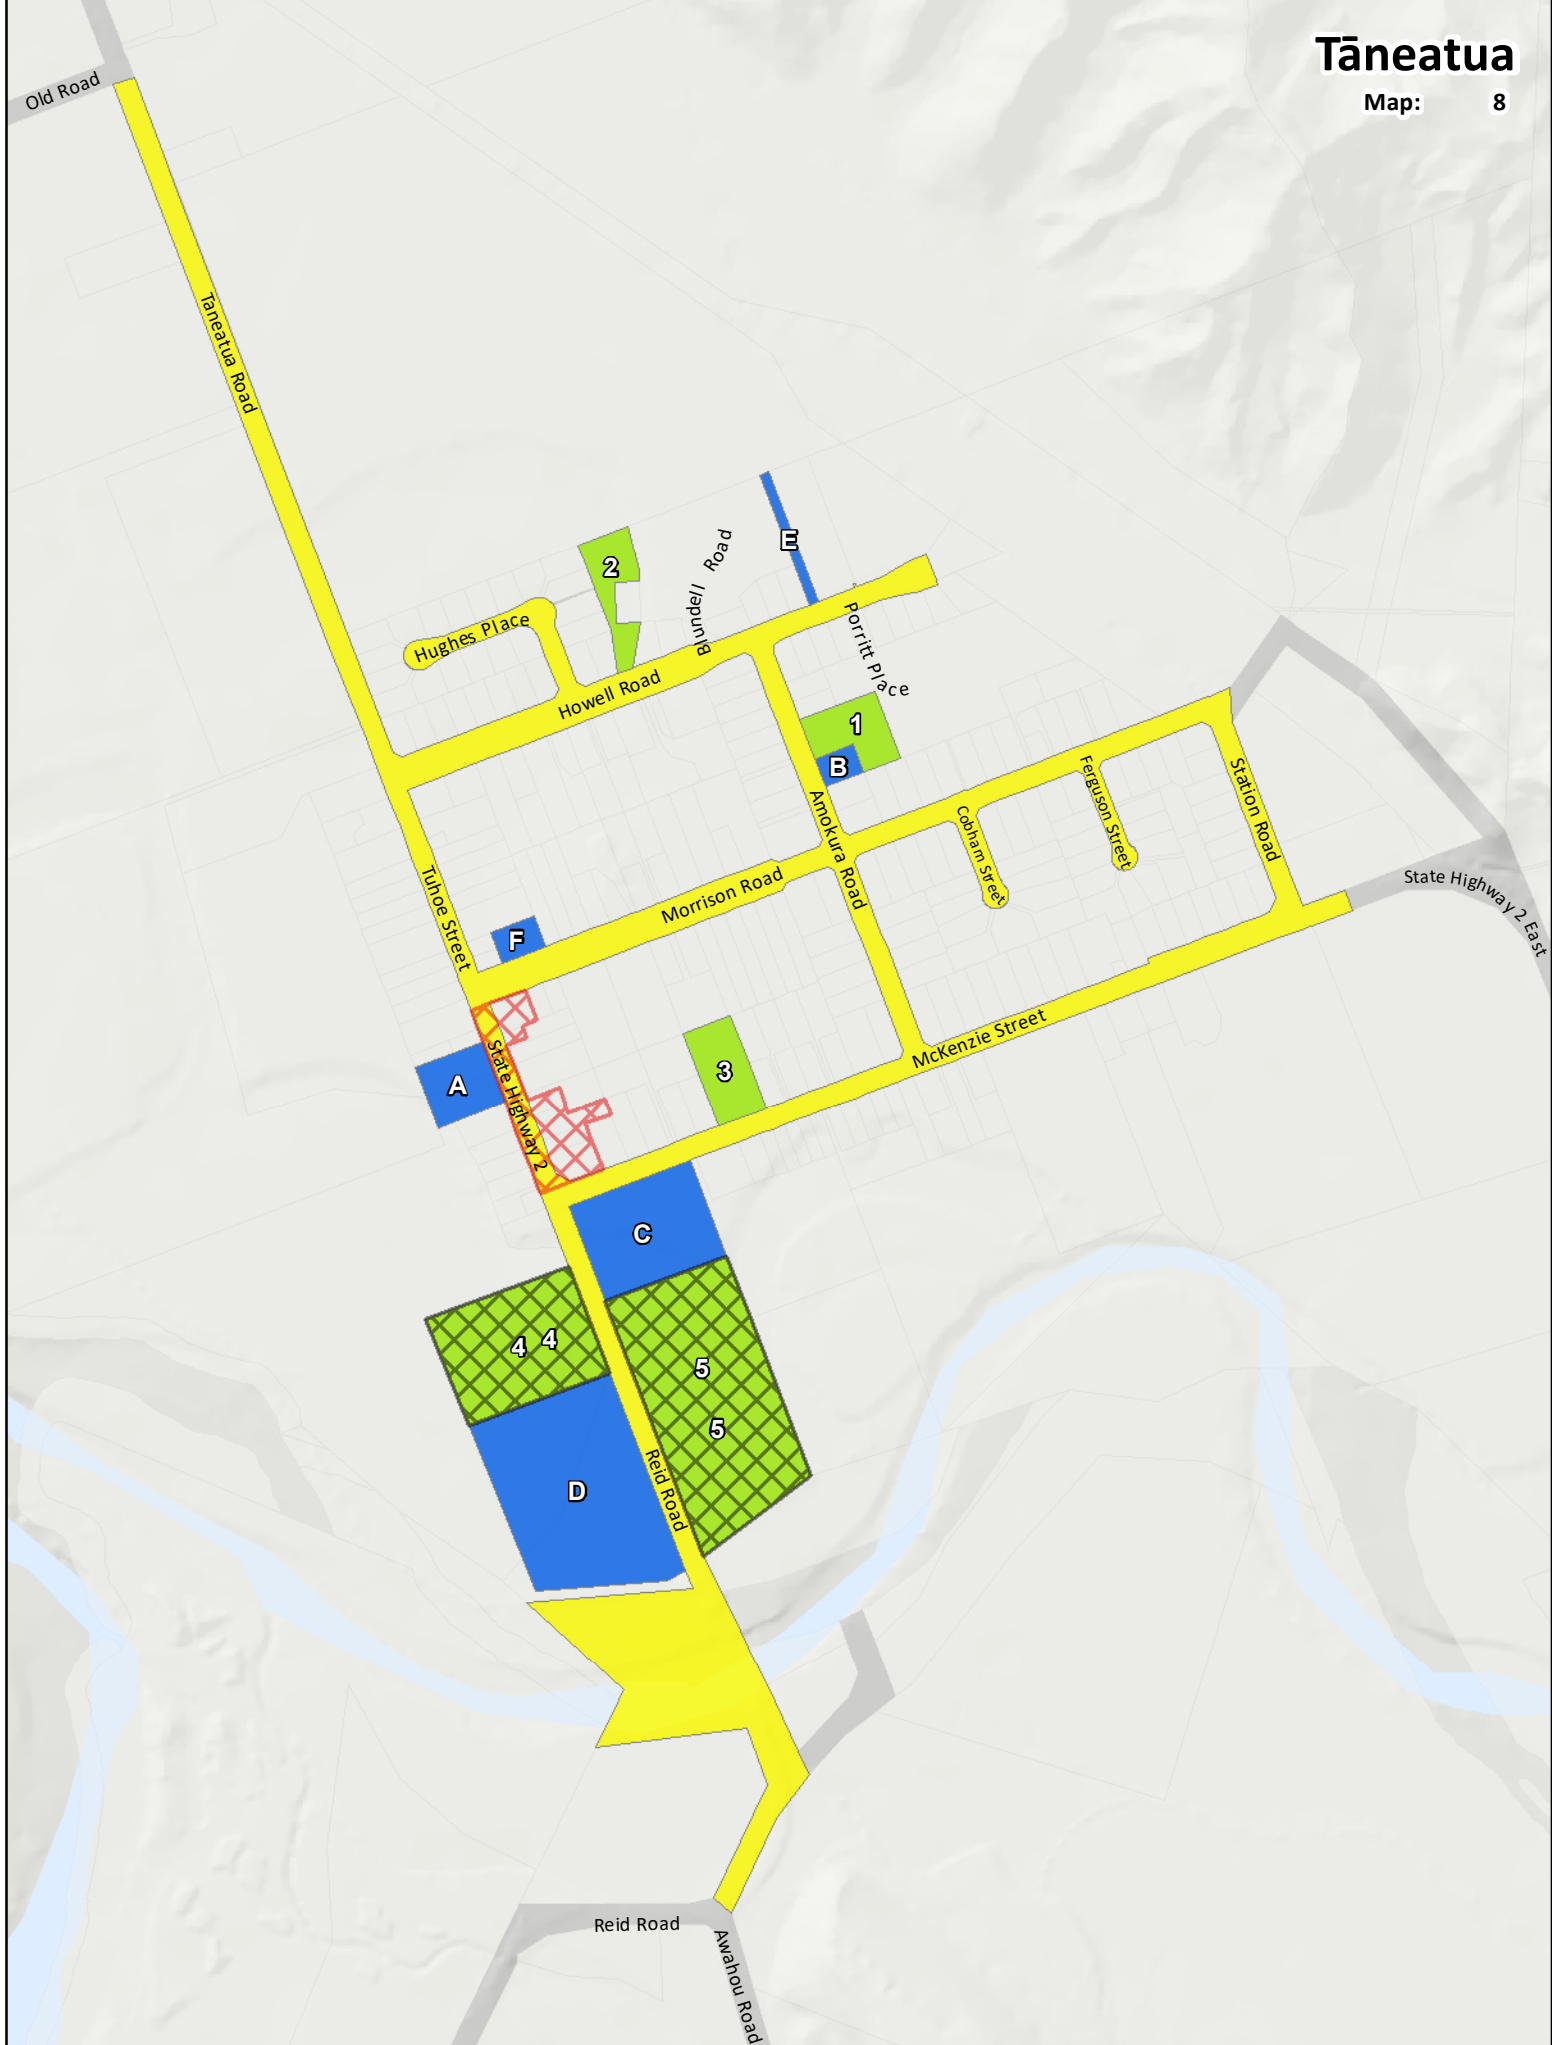 Tāneatua
Map: 8
Old Road
Taneatua Road
Blundell Road
E
2
Hughes Place
Howell Road
Porritt Place
1
B
Amokura Road
Cobham Street
Ferguson Street
Station Road
State Highway 2 East
Tuhoe Street
Morrison Road
F
McKenzie Street
3
A
State Highway 2
C
4 4
5
5
D
Reid Road
Reid Road
Awahou Road